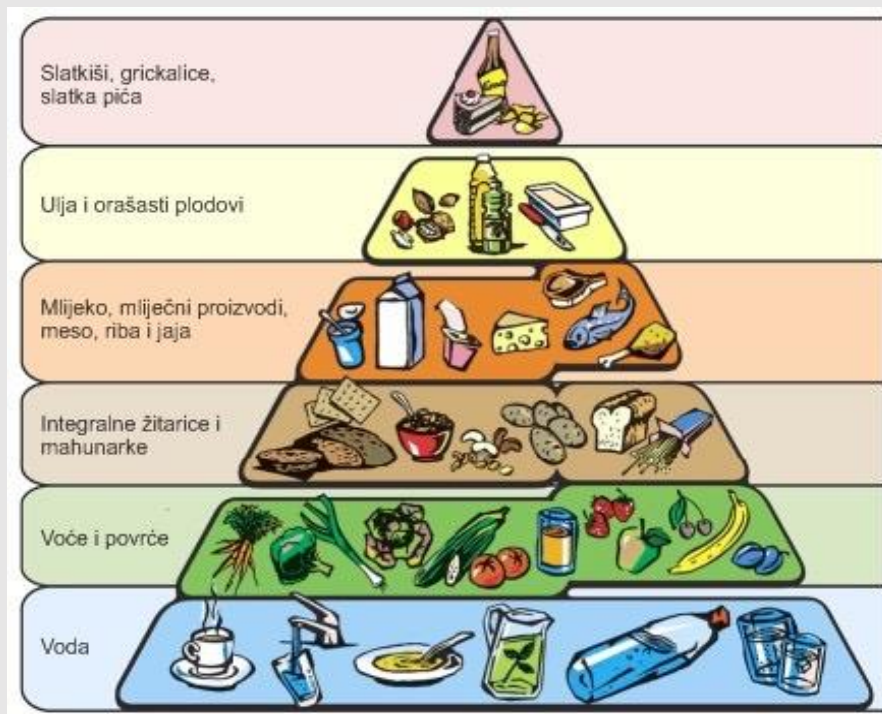 Slatkiši, grickalice,
slatka pića
Ulja i orašasti plodovi
Mlijeko, mliječni proizvodi,
meso, riba i jaja
Integralne žitarice i
mahunarke
Voće i povrće
Voda